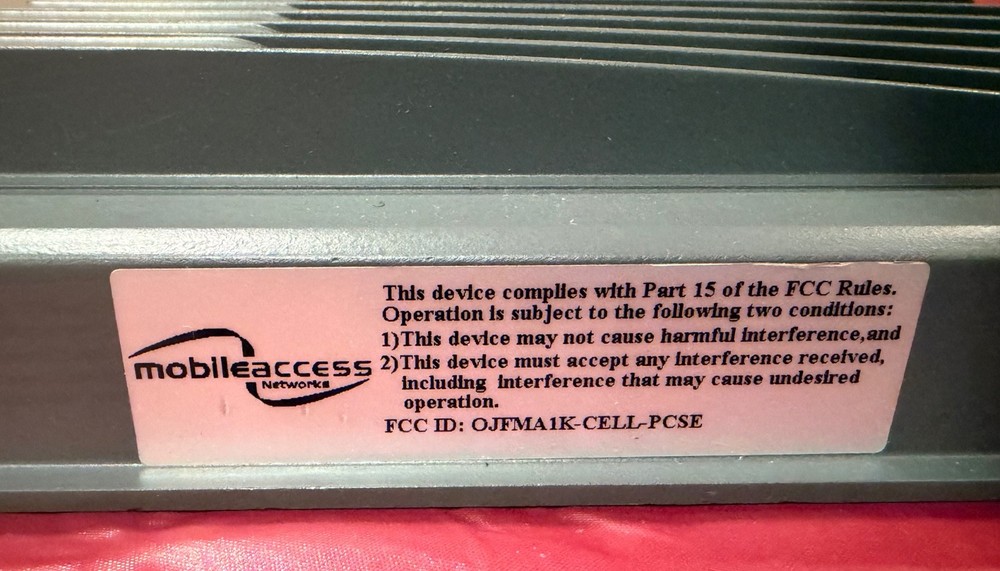 mobileaccess
Networks
This device complies with Part 15 of the FCC Rules.
Operation is subject to the following two conditions:
1)This device may not cause harmful interference,and
2)This device must accept any interference received,
including interference that may cause undesired
operation.
FCC ID: OJFMA1K-CELL-PCSE